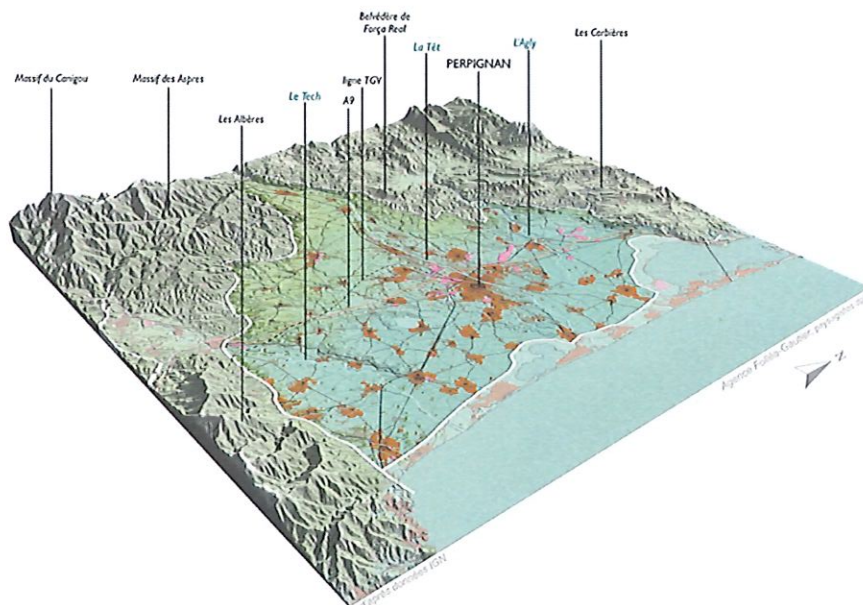 Belvédère de
Força Real
Les Corbières
La Têt
L'Agly
PERPIGNAN
Massif du Canigou
Massif des Aspres
ligne TGV
Le Tech
A9
Les Albères
Agence Folléa-Gautier, paysagistes
N
d'après données IGN